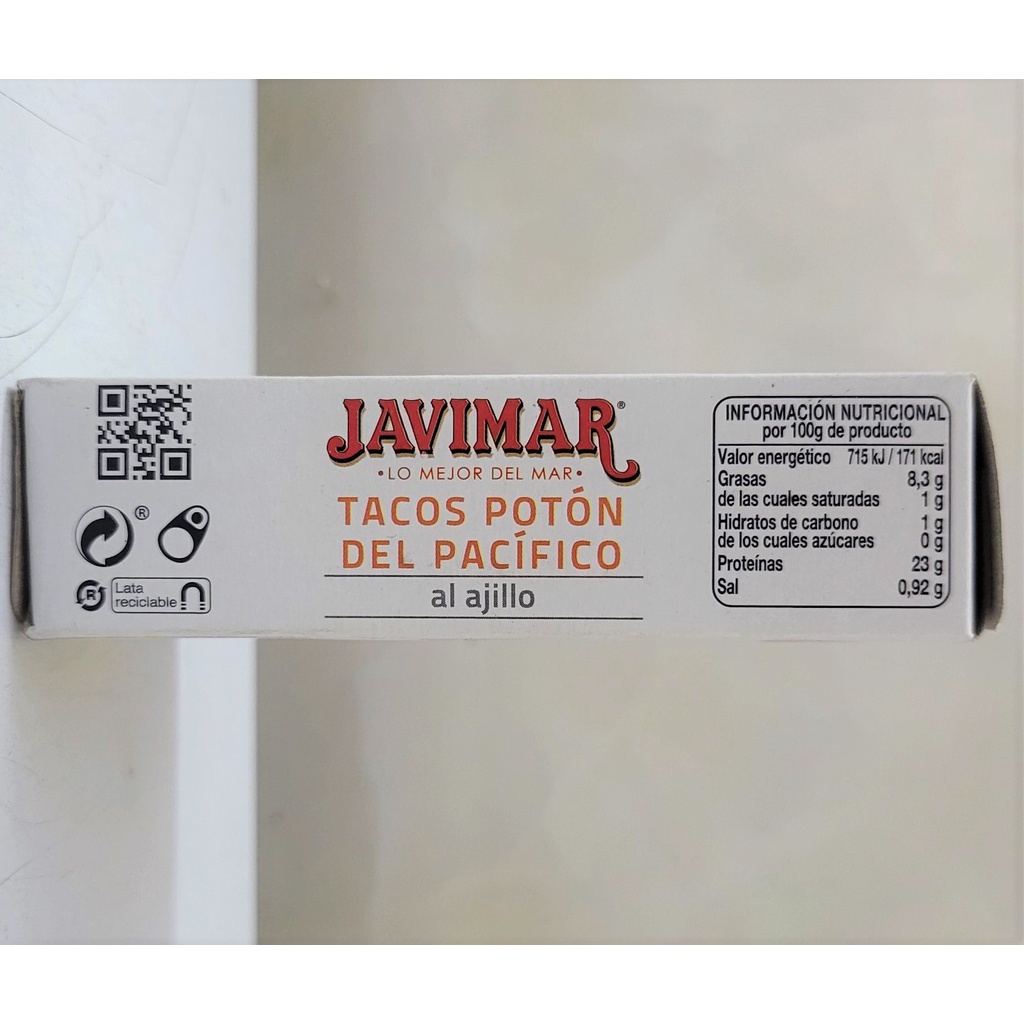 JAVIMAR®
•LO MEJOR DEL MAR•
TACOS POTÓN
DEL PACÍFICO
al ajillo
®
R
Lata
reciclable
INFORMACIÓN NUTRICIONAL
por 100g de producto
Valor energético 715 kJ / 171 kcal
Grasas 8,3 g
de las cuales saturadas 1 g
Hidratos de carbono 1 g
de los cuales azúcares 0 g
Proteínas 23 g
Sal 0,92 g